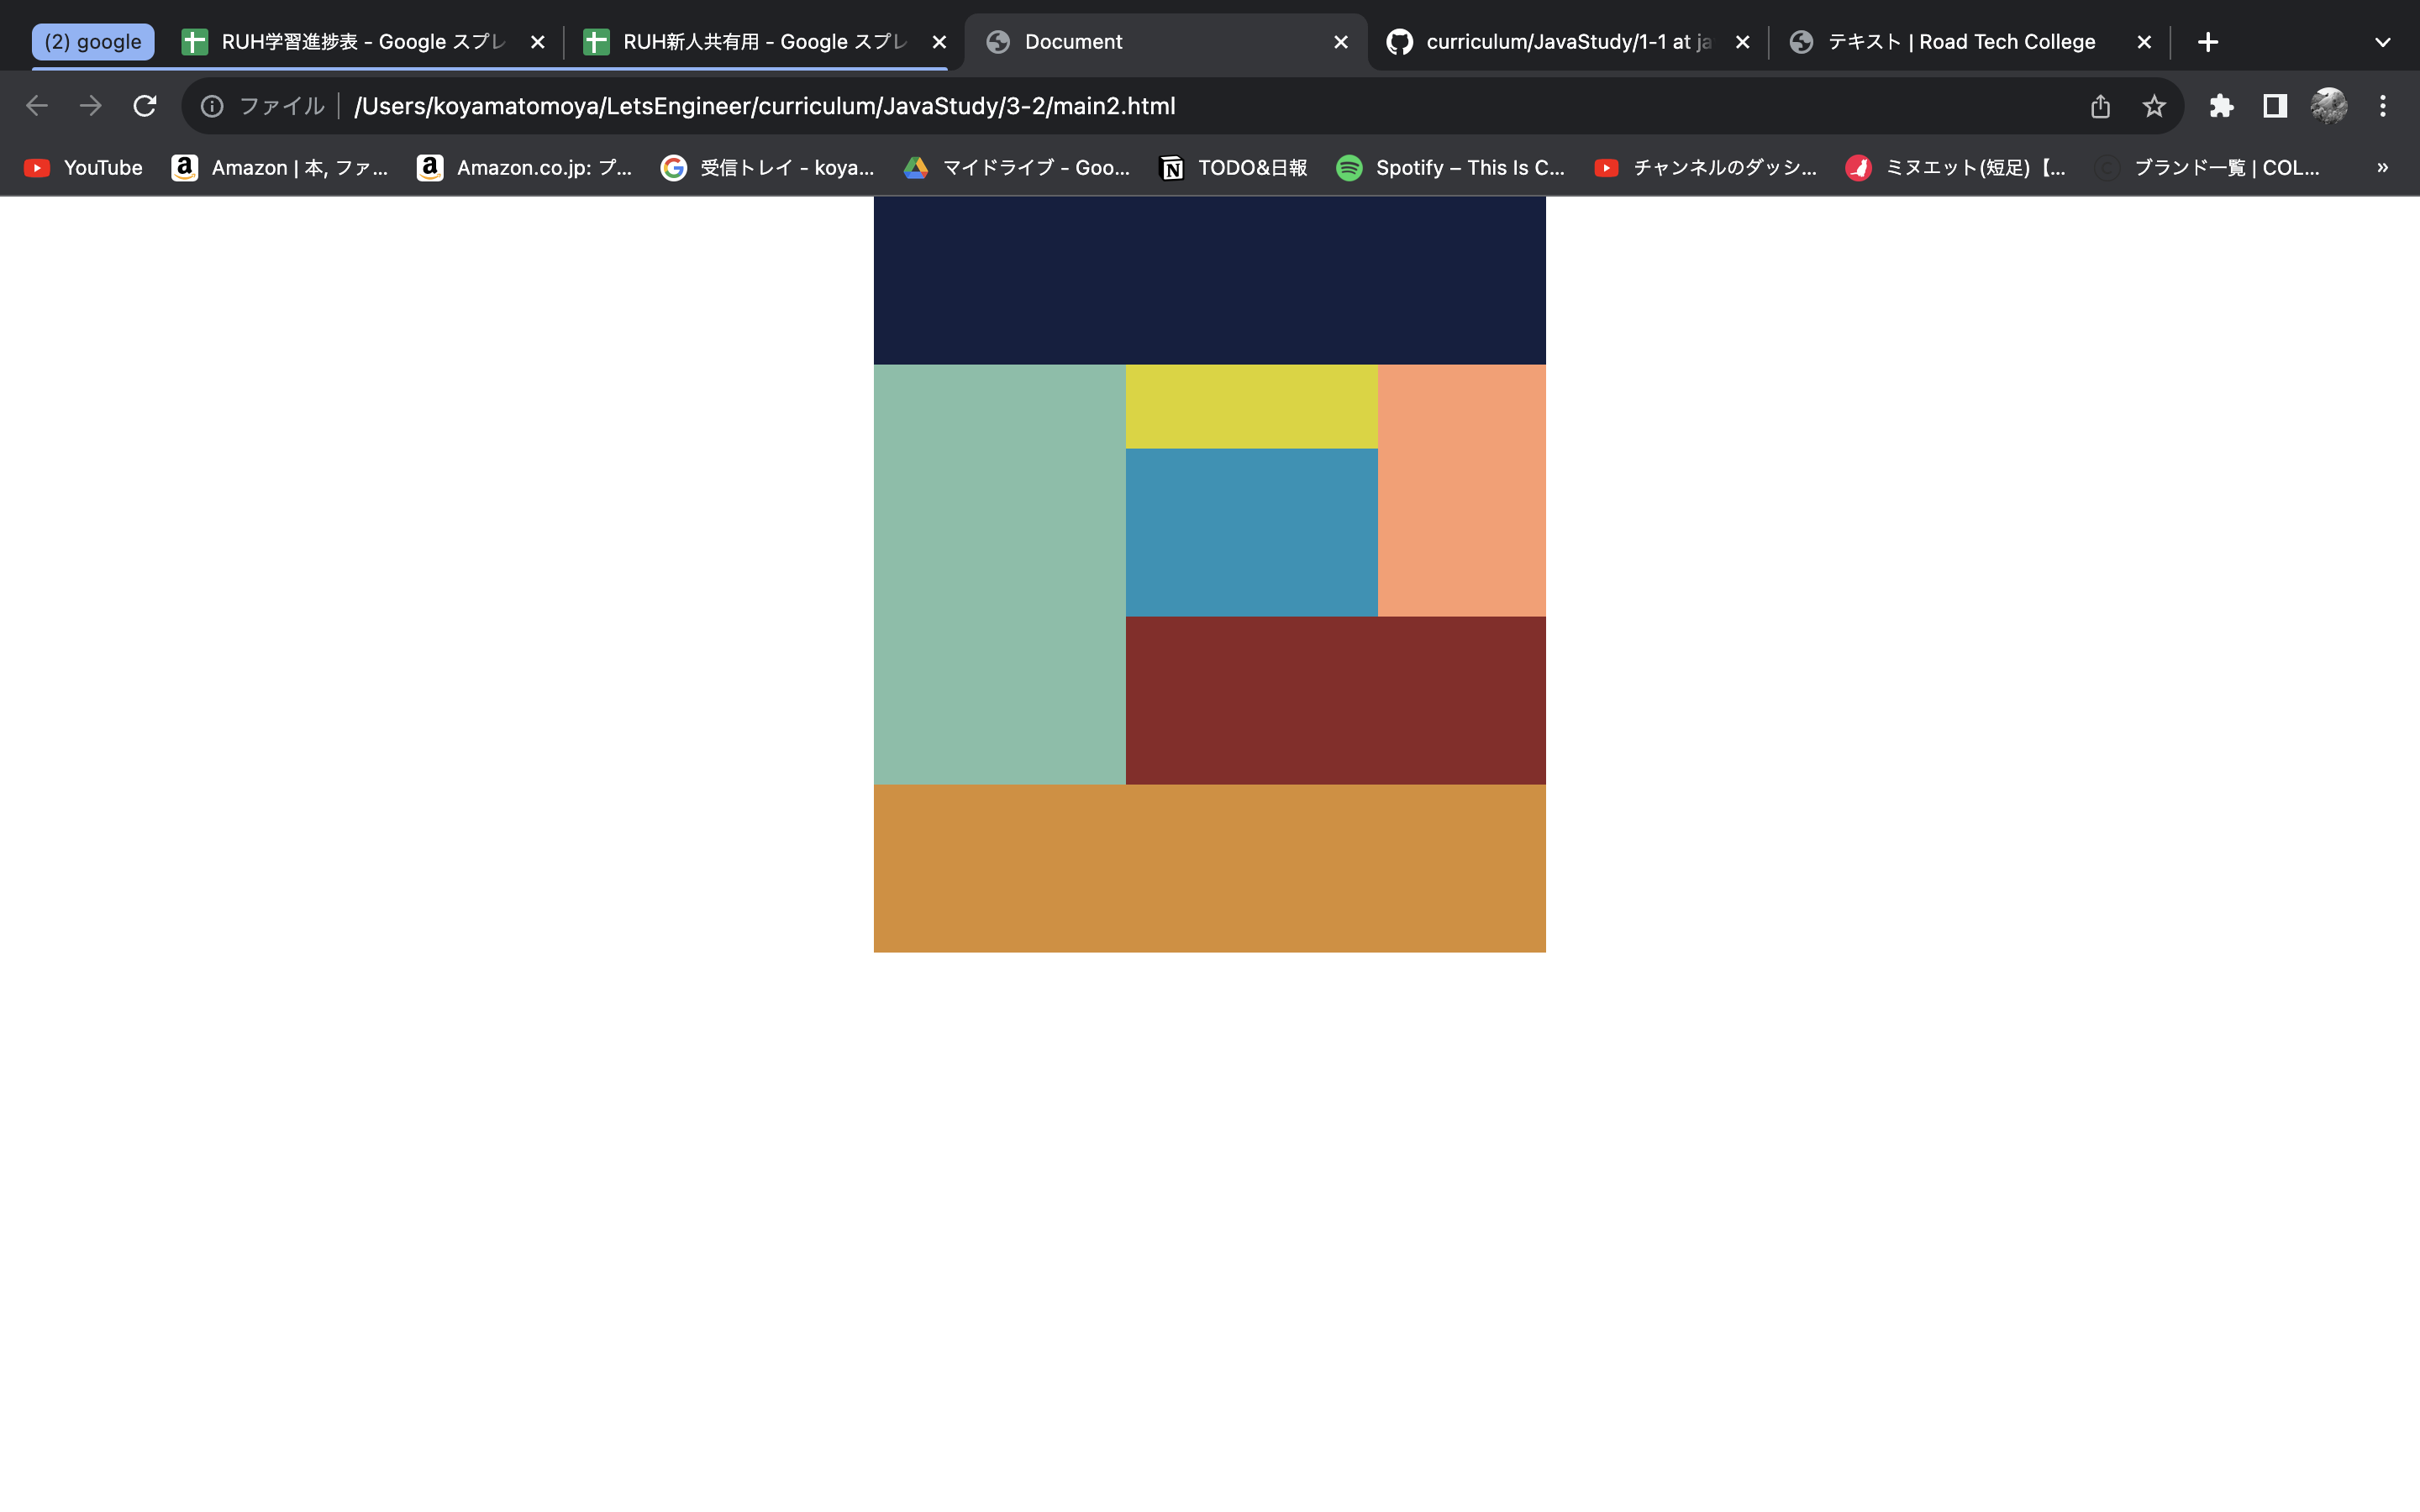 (2) google
RUH学習進捗表 - Google スプレ
RUH新人共有用 - Google スプレ
Document
curriculum/JavaStudy/1-1 at ja
テキスト | Road Tech College
ファイル
/Users/koyamatomoya/LetsEngineer/curriculum/JavaStudy/3-2/main2.html
YouTube
Amazon | 本, ファ...
Amazon.co.jp: プ...
受信トレイ - koya...
マイドライブ - Goo...
TODO&日報
Spotify – This Is C...
チャンネルのダッシ...
ミヌエット(短足)【...
ブランド一覧 | COL...